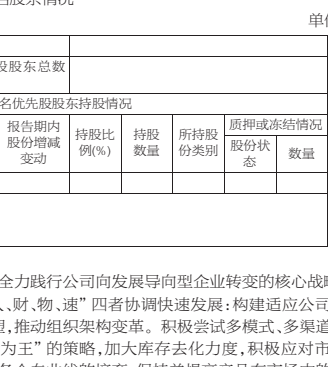 股东情况
单
股股东总数
名优先股股东持股情况
报告期内股份增减变动
持股比例(%)
持股数量
所持股份类别
质押或冻结情况
股份状态
数量
全力践行公司向发展导向型企业转变的核心战
、财、物、速”四者协调快速发展:构建适应公司
,推动组织架构变革。积极尝试多模式、多渠道
为王”的策略,加大库存去化力度,积极应对市